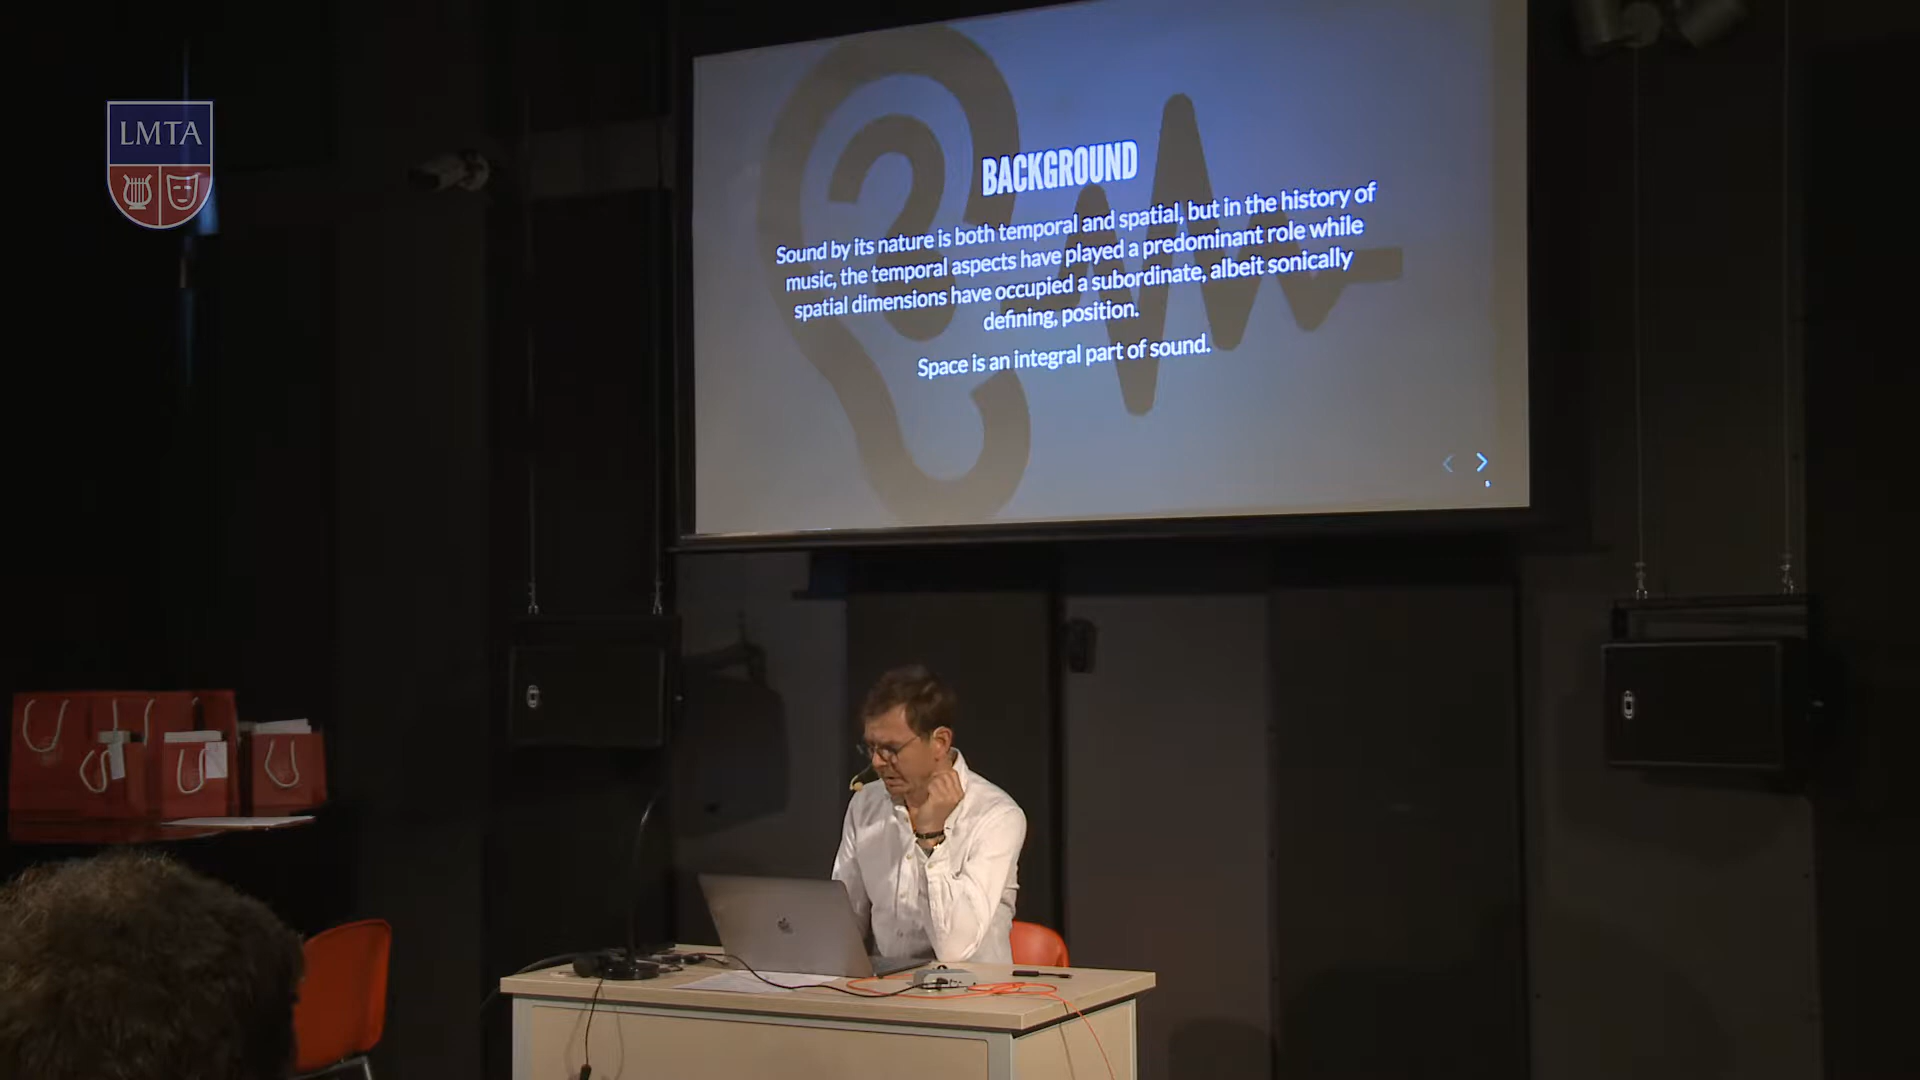 LMTA
BACKGROUND
Sound by its nature is both temporal and spatial, but in the history of
music, the temporal aspects have played a predominant role while
spatial dimensions have occupied a subordinate, albeit sonically
defining, position.
Space is an integral part of sound.